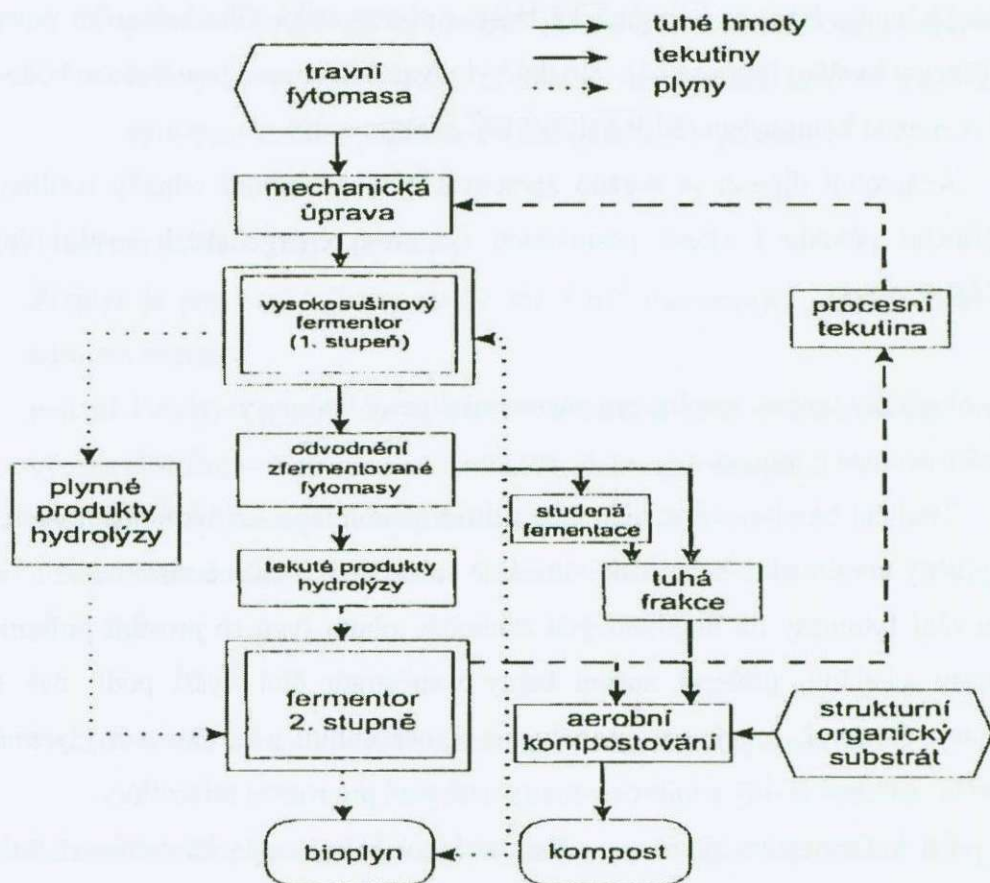 travní
fytomasa
tuhé hmoty
tekutiny
plyny
mechanická
úprava
vysokosušinový
fermentor
(1. stupeň)
procesní
tekutina
odvodnění
zfermentované
fytomasy
plynné
produkty
hydrolýzy
studená
fermentace
tekuté produkty
hydrolýzy
tuhá
frakce
fermentor
2. stupně
aerobní
kompostování
strukturní
organický
substrát
bioplyn
kompost